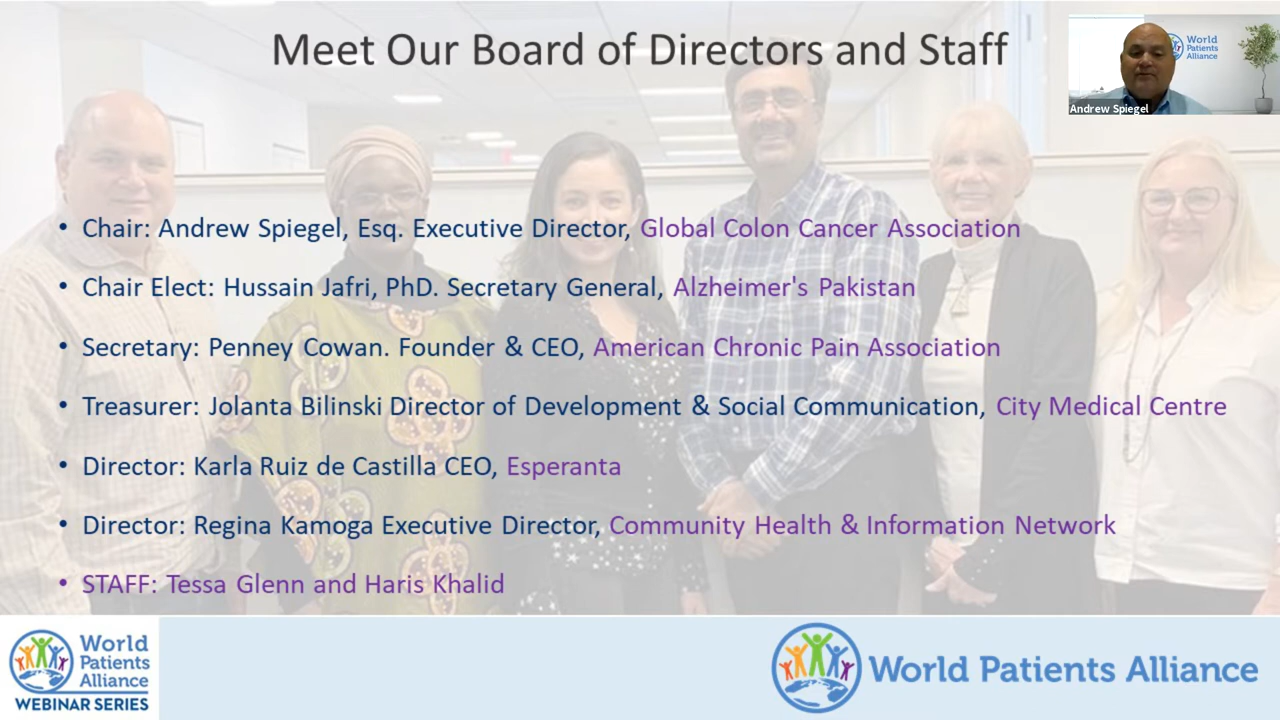 Meet Our Board of Directors and Staff
World
Patients
Alliance
Andrew Spiegel
• Chair: Andrew Spiegel, Esq. Executive Director, Global Colon Cancer Association
• Chair Elect: Hussain Jafri, PhD. Secretary General, Alzheimer's Pakistan
• Secretary: Penney Cowan. Founder & CEO, American Chronic Pain Association
• Treasurer: Jolanta Bilinski Director of Development & Social Communication, City Medical Centre
• Director: Karla Ruiz de Castilla CEO, Esperanta
• Director: Regina Kamoga Executive Director, Community Health & Information Network
• STAFF: Tessa Glenn and Haris Khalid
World
Patients
Alliance
WEBINAR SERIES
World Patients Alliance